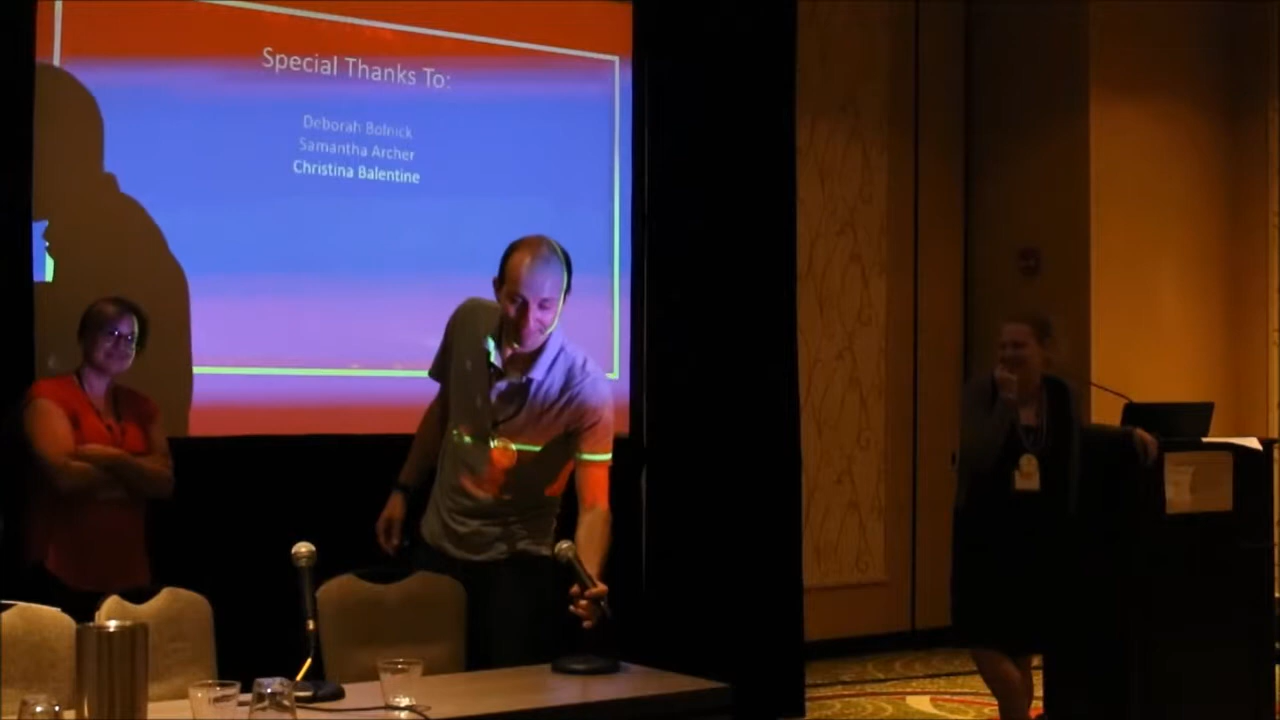 Special Thanks To:
Deborah Bolnick
Samantha Archer
Christina Balentine